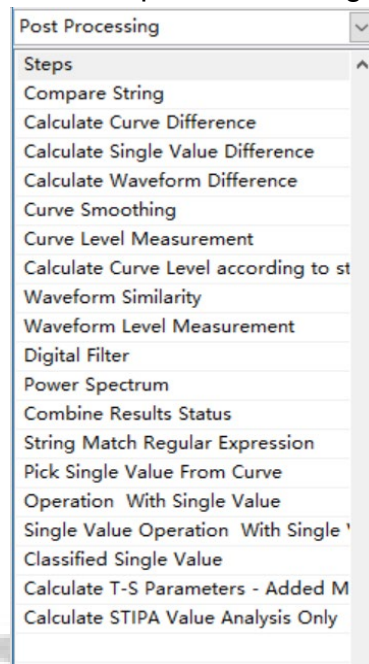 Post Processing
Steps
Compare String
Calculate Curve Difference
Calculate Single Value Difference
Calculate Waveform Difference
Curve Smoothing
Curve Level Measurement
Calculate Curve Level according to st
Waveform Similarity
Waveform Level Measurement
Digital Filter
Power Spectrum
Combine Results Status
String Match Regular Expression
Pick Single Value From Curve
Operation With Single Value
Single Value Operation With Single
Classified Single Value
Calculate T-S Parameters - Added M
Calculate STIPA Value Analysis Only